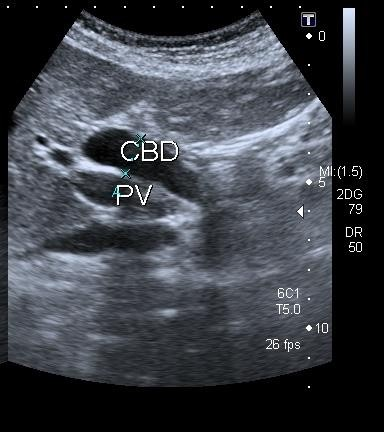 T
0
CBD
MI:(1.5)
5
2DG
79
PV
A
DR
50
6C1
T5.0
10
26 fps